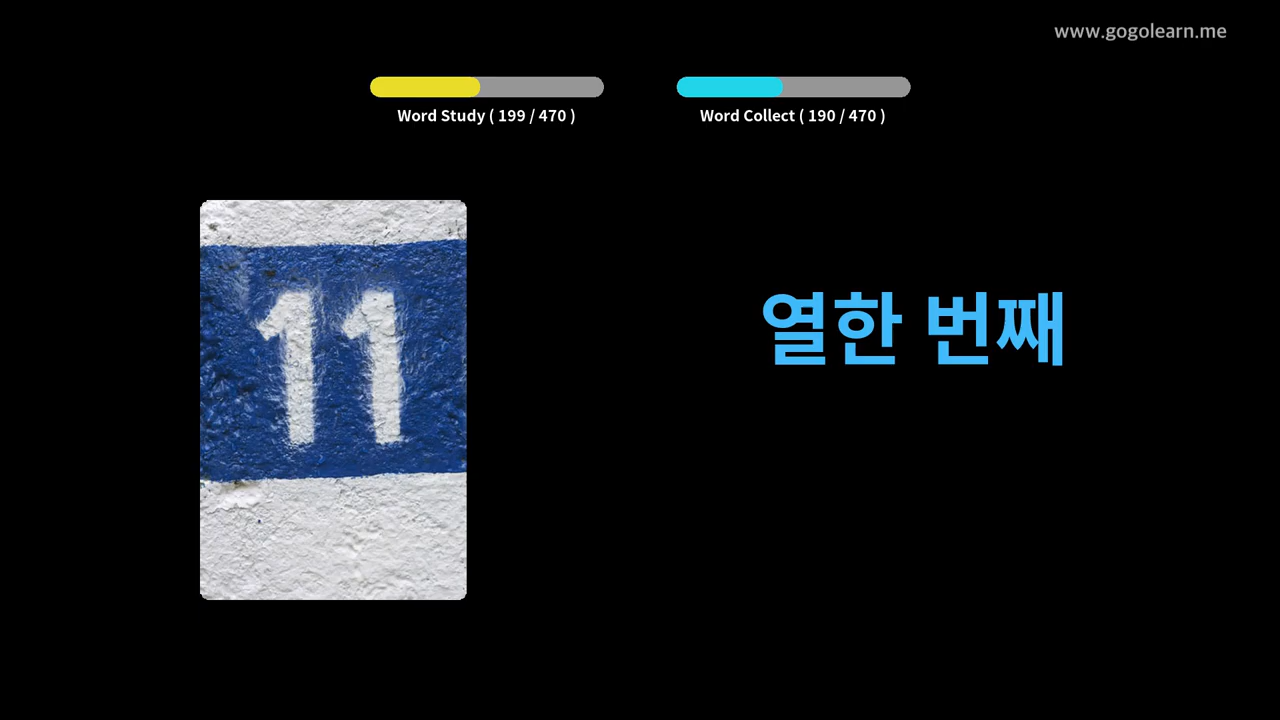 www.gogolearn.me
Word Study ( 199 / 470 )
Word Collect ( 190 / 470 )
11
열한 번째